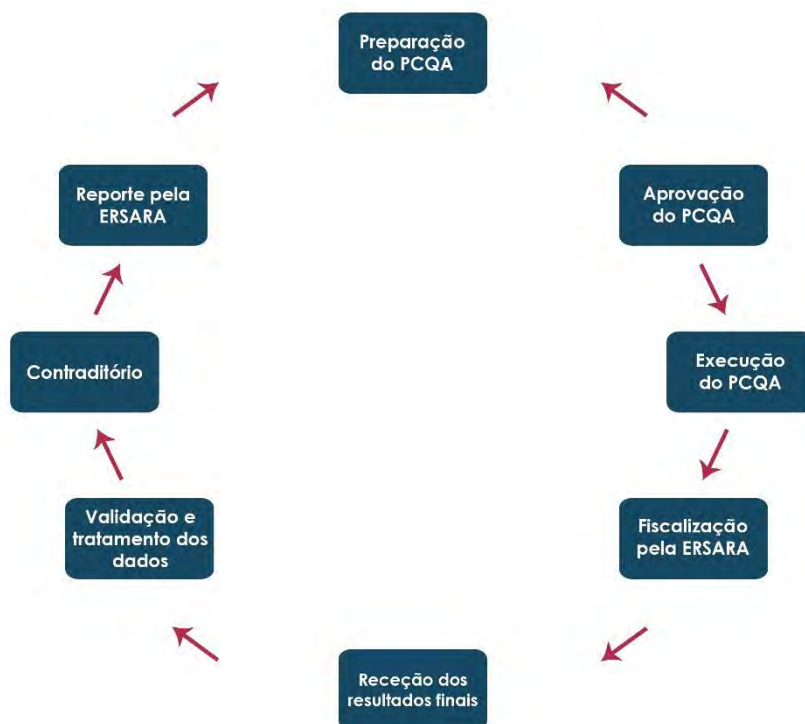 Preparação
do PCQA
Aprovação
do PCQA
Execução
do PCQA
Fiscalização
pela ERSARA
Receção dos
resultados finais
Validação e
tratamento dos
dados
Contraditório
Reporte pela
ERSARA